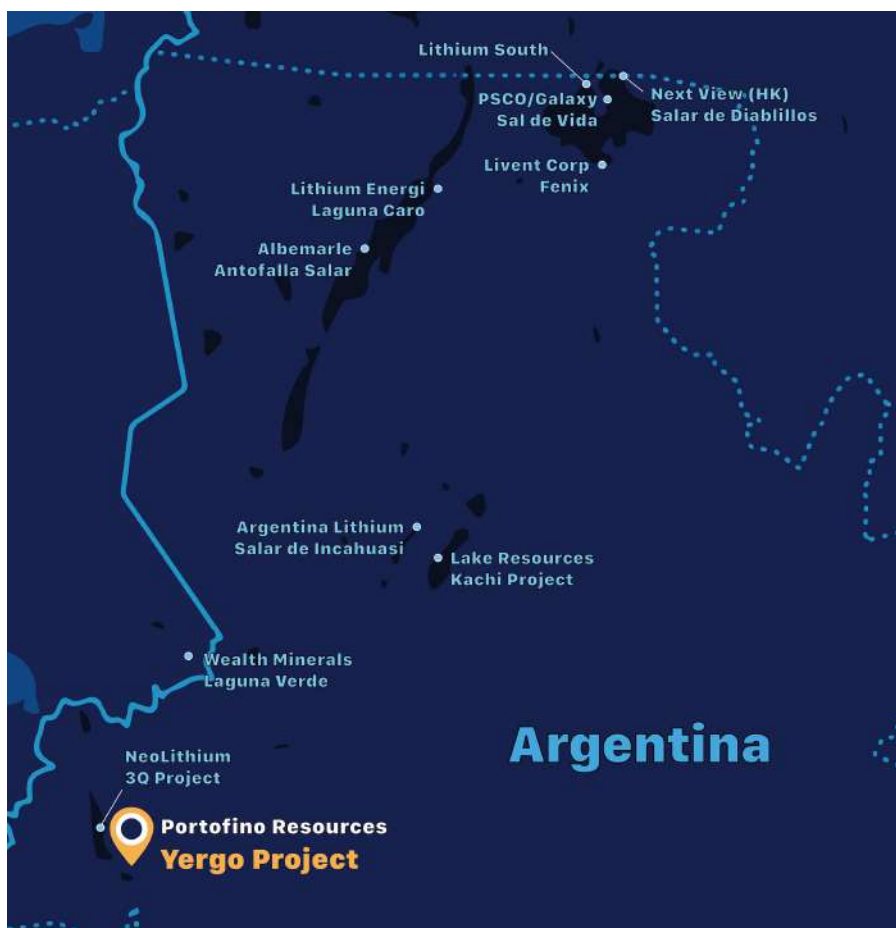 Lithium South
PSCO/Galaxy
Sal de Vida
Next View (HK)
Salar de Diablillos
Livent Corp
Fenix
Lithium Energi
Laguna Caro
Albemarle
Antofalla Salar
Argentina Lithium
Salar de Incahuasi
Lake Resources
Kachi Project
Wealth Minerals
Laguna Verde
Argentina
NeoLithium
3Q Project
Portofino Resources
Yergo Project